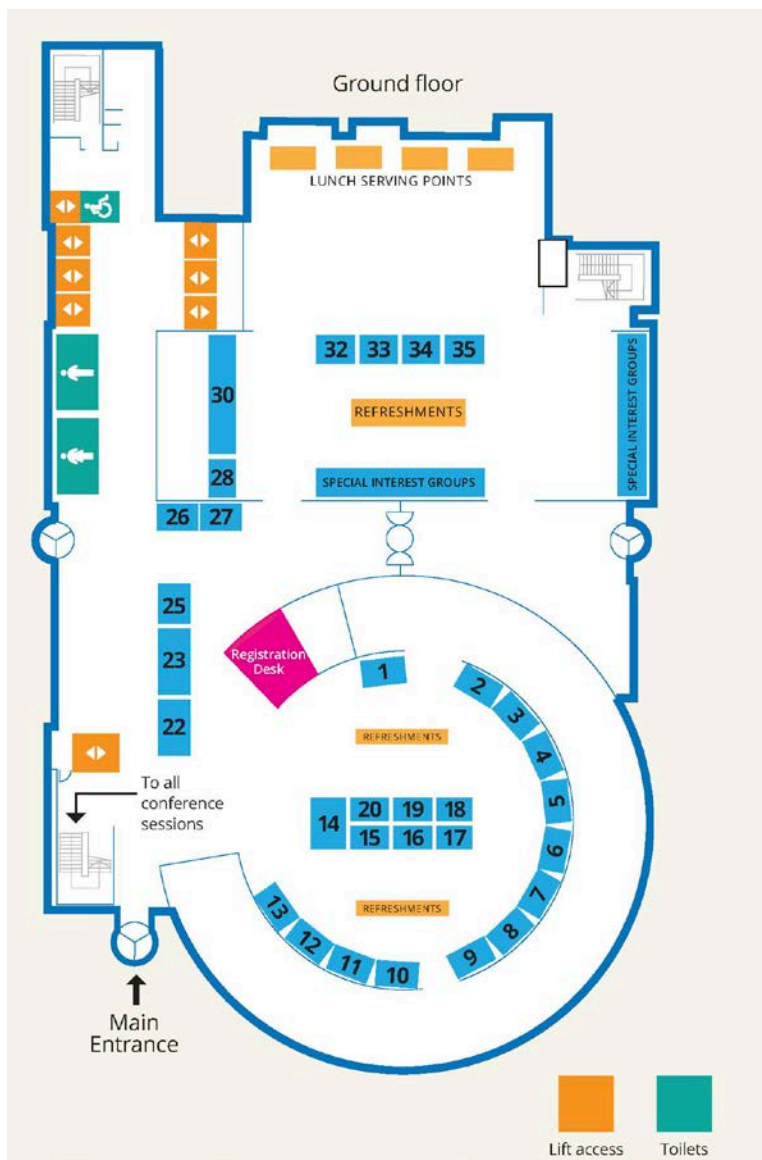 Ground floor
LUNCH SERVING POINTS
32 33 34 35
30
REFRESHMENTS
SPECIAL INTEREST GROUPS
28
SPECIAL INTEREST GROUPS
26 27
25
23
Registration
Desk
1
2
3
22
4
REFRESHMENTS
To all
conference
sessions
5
14
20 19 18
15 16 17
6
7
REFRESHMENTS
13
12
11
10
9
8
Main
Entrance
Lift access
Toilets